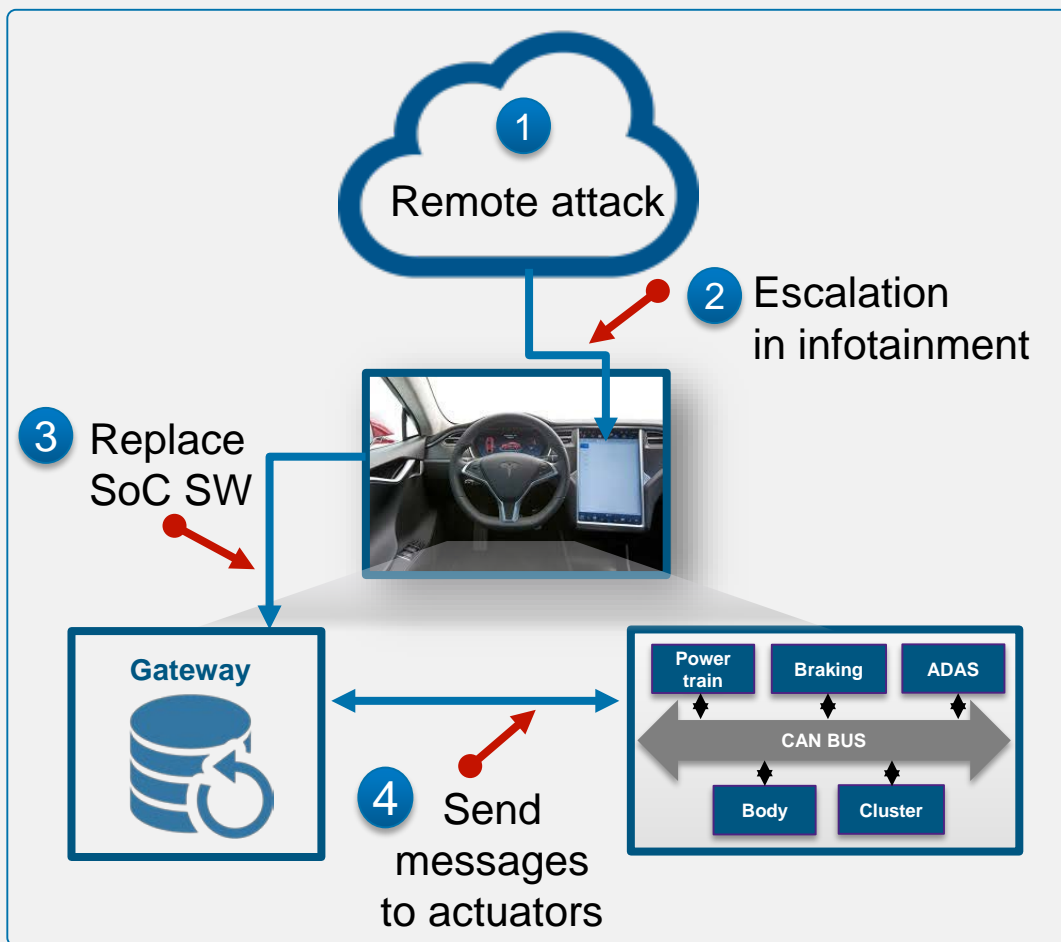 1
Remote attack
2
Escalation
in infotainment
3
Replace
SoC SW
Gateway
Power
train
Braking
ADAS
CAN BUS
Body
Cluster
4
Send
messages
to actuators